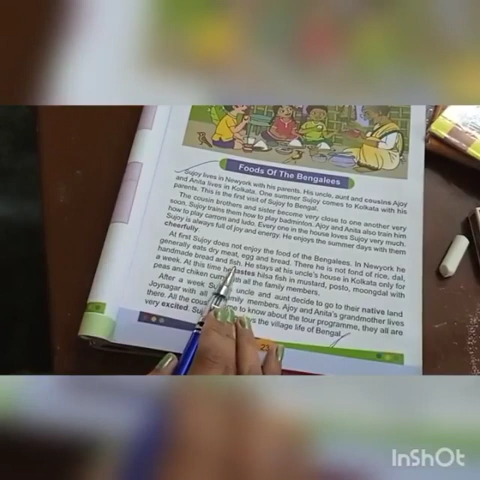 Foods Of The Bengalees
Sujoy lives in Newyork with his parents. His uncle, aunt and cousins Ajoy
and Anita lives in Kolkata. One summer Sujoy comes to Kolkata with his
parents. This is the first visit of Sujoy to Bengal.
The cousin brothers and sister become very close to one another very
soon. Sujoy trains them how to play badminton. Ajoy and Anita also train him
how to play carrom and ludo. Every one in the house loves Sujoy very much.
Sujoy is always full of joy and energy. He enjoys the summer days with them
cheerfully.
At first Sujoy does not enjoy the food of the Bengalees. In Newyork he
generally eats dry meat, egg and bread. There he is not fond of rice, dal,
handmade bread and fish. He stays at his uncle's house in Kolkata only for
a week. At this time he tastes hilsa fish in mustard, posto, moongdal with
peas and chiken curry with all the family members.
After a week uncle and aunt decide to go to their native land
Joynagar with all family members. Ajoy and Anita's grandmother lives
there. All the to know about the tour programme, they all are
very excited. the village life of Bengal.
InShOt